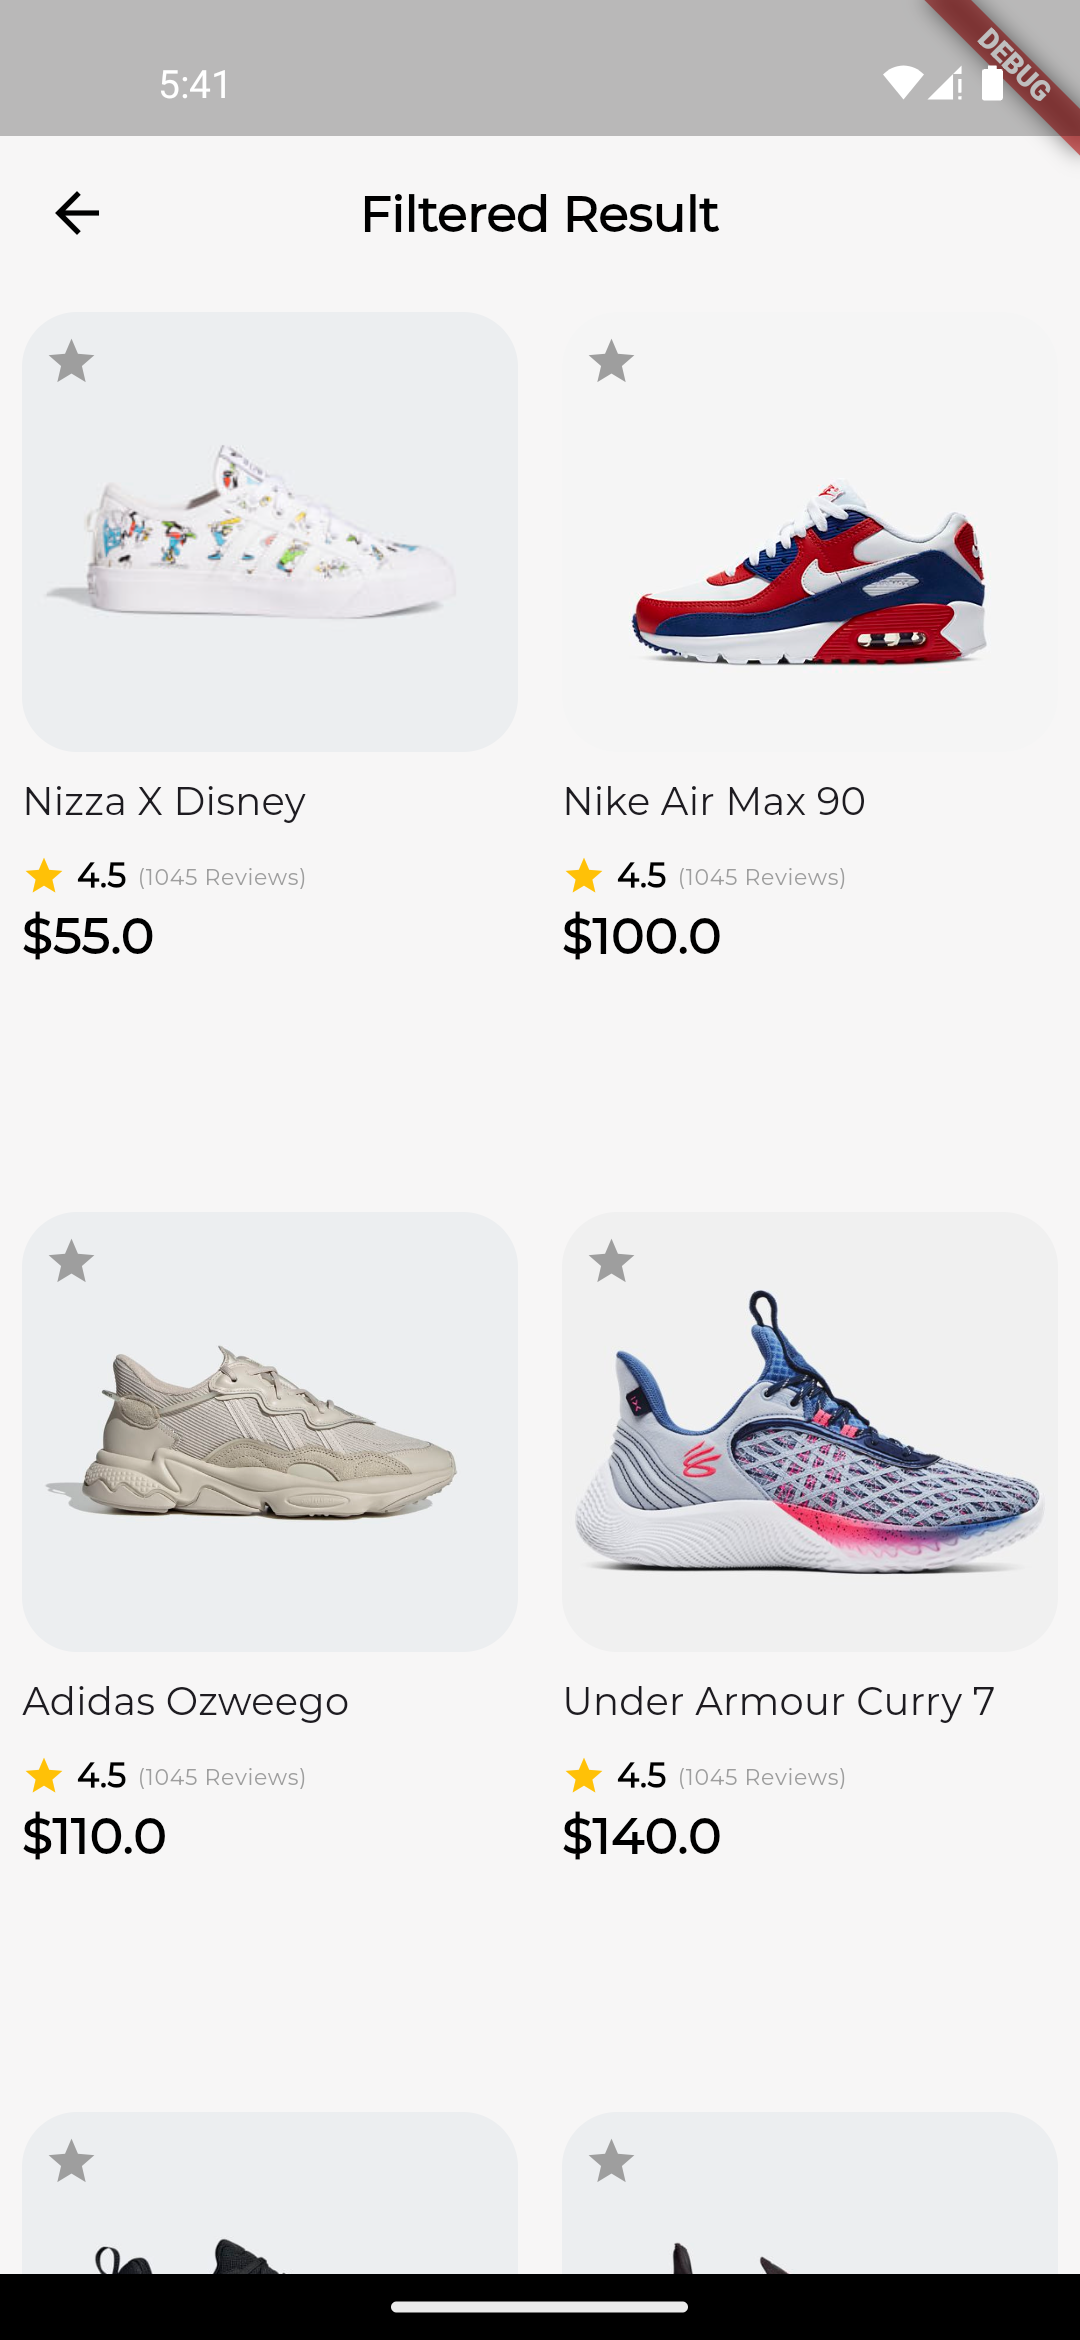 5:41
DEBUG
Filtered Result
Nizza X Disney
4.5 (1045 Reviews)
$55.0
Nike Air Max 90
4.5 (1045 Reviews)
$100.0
Adidas Ozweego
4.5 (1045 Reviews)
$110.0
Under Armour Curry 7
4.5 (1045 Reviews)
$140.0